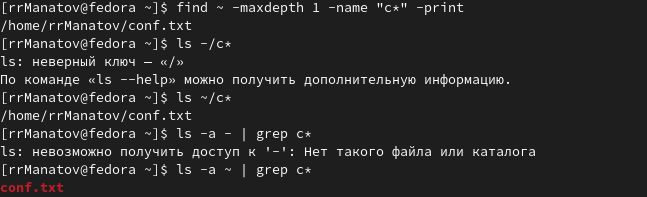 [rrManatov@fedora ~]$ find ~ -maxdepth 1 -name "c*" -print
/home/rrManatov/conf.txt
[rrManatov@fedora ~]$ ls -/c*
ls: неверный ключ — «/»
По команде «ls --help» можно получить дополнительную информацию.
[rrManatov@fedora ~]$ ls ~/c*
/home/rrManatov/conf.txt
[rrManatov@fedora ~]$ ls -a - | grep c*
ls: невозможно получить доступ к '-': Нет такого файла или каталога
[rrManatov@fedora ~]$ ls -a ~ | grep c*
conf.txt